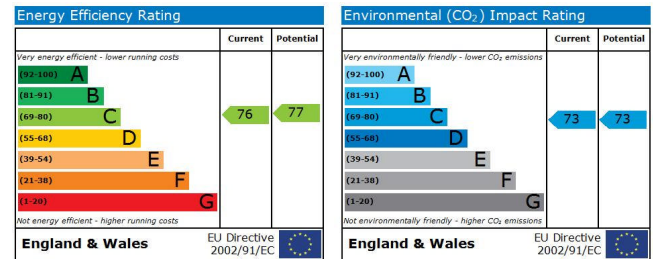 Energy Efficiency Rating
Current Potential
Very energy efficient - lower running costs
(92-100) A
(81-91) B
(69-80) C
76 77
(55-68) D
(39-54) E
(21-38) F
(1-20) G
Not energy efficient - higher running costs
England & Wales
EU Directive
2002/91/EC
Environmental (CO₂) Impact Rating
Current Potential
Very environmentally friendly - lower CO₂ emissions
(92-100) A
(81-91) B
(69-80) C
73 73
(55-68) D
(39-54) E
(21-38) F
(1-20) G
Not environmentally friendly - higher CO₂ emissions
England & Wales
EU Directive
2002/91/EC